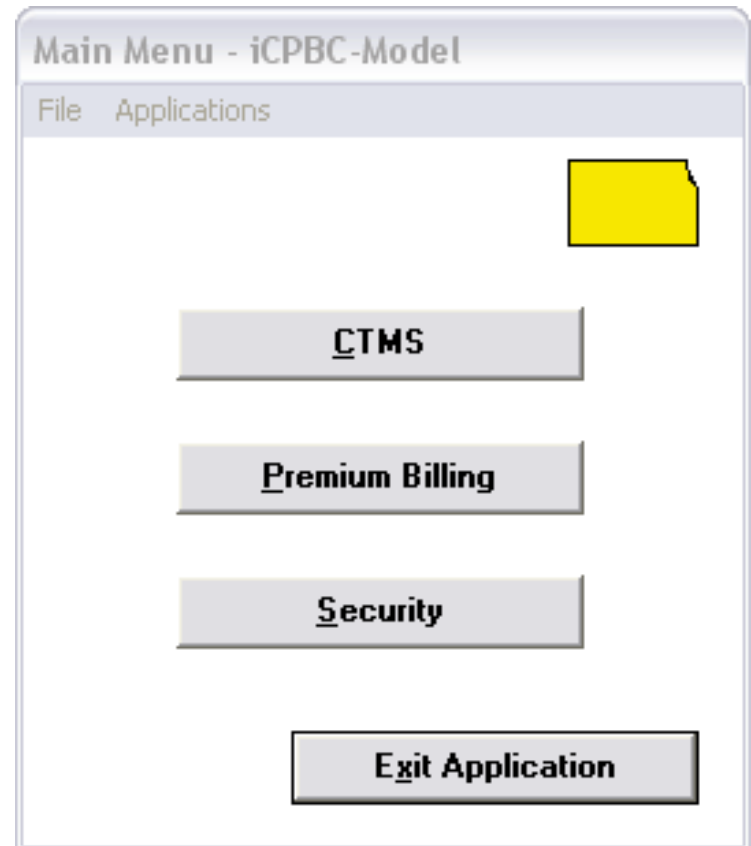 Main Menu - iCPBC-Model
File Applications
CTMS
Premium Billing
Security
Exit Application